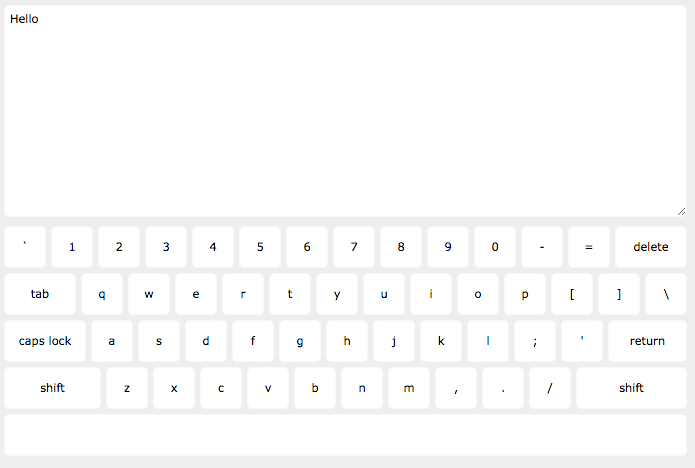 Hello
` 1 2 3 4 5 6 7 8 9 0 - = delete
tab q w e r t y u i o p [ ] \
caps lock a s d f g h j k l ; ' return
shift z x c v b n m , . / shift